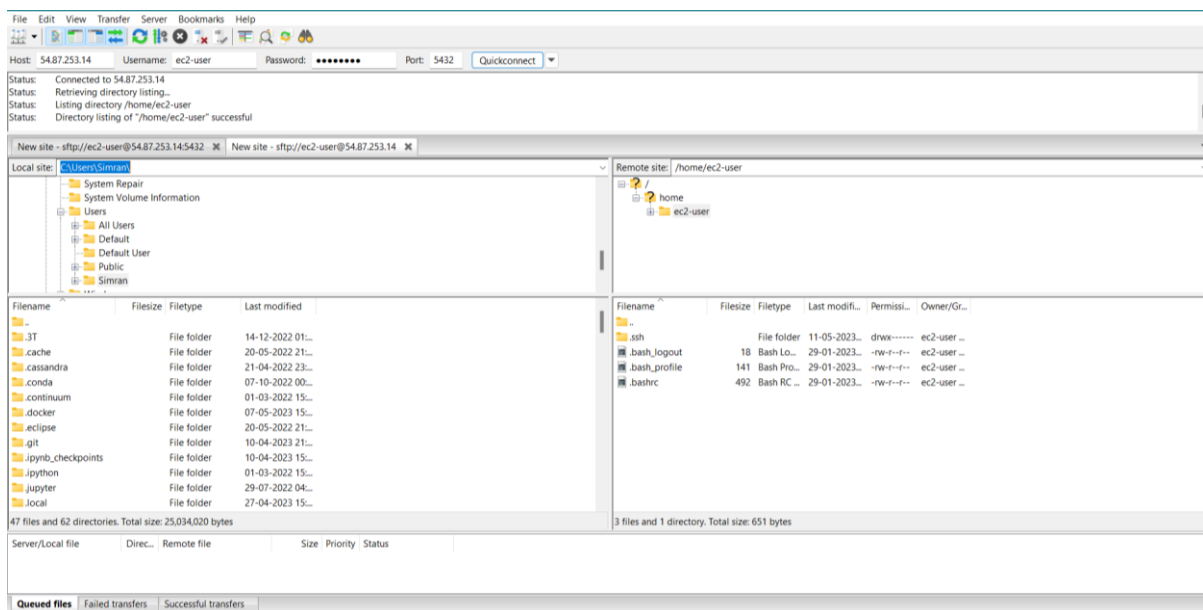 File Edit View Transfer Server Bookmarks Help
Host: 54.87.253.14 Username: ec2-user Password: ●●●●●●●● Port: 5432 Quickconnect
Status: Connected to 54.87.253.14
Status: Retrieving directory listing...
Status: Listing directory /home/ec2-user
Status: Directory listing of "/home/ec2-user" successful
New site - sftp://ec2-user@54.87.253.14:5432 New site - sftp://ec2-user@54.87.253.14
Local site: C:\Users\Simran\
System Repair
System Volume Information
Users
All Users
Default
Default User
Public
Simran
Remote site: /home/ec2-user
/
home
ec2-user
Filename Filesize Filetype Last modified
..
.3T File folder 14-12-2022 01:...
.cache File folder 20-05-2022 21:...
.cassandra File folder 21-04-2022 23:...
.conda File folder 07-10-2022 00:...
.continuum File folder 01-03-2022 15:...
.docker File folder 07-05-2023 15:...
.eclipse File folder 20-05-2022 21:...
.git File folder 10-04-2023 21:...
.ipynb_checkpoints File folder 10-04-2023 15:...
.ipython File folder 01-03-2022 15:...
.jupyter File folder 29-07-2022 04:...
.local File folder 27-04-2023 15:...
47 files and 62 directories. Total size: 25,034,020 bytes
Filename Filesize Filetype Last modifi... Permissi... Owner/Gr...
..
.ssh File folder 11-05-2023... drwx------ ec2-user ...
.bash_logout 18 Bash Lo... 29-01-2023... -rw-r--r-- ec2-user ...
.bash_profile 141 Bash Pro... 29-01-2023... -rw-r--r-- ec2-user ...
.bashrc 492 Bash RC ... 29-01-2023... -rw-r--r-- ec2-user ...
3 files and 1 directory. Total size: 651 bytes
Server/Local file Direc... Remote file Size Priority Status
Queued files Failed transfers Successful transfers